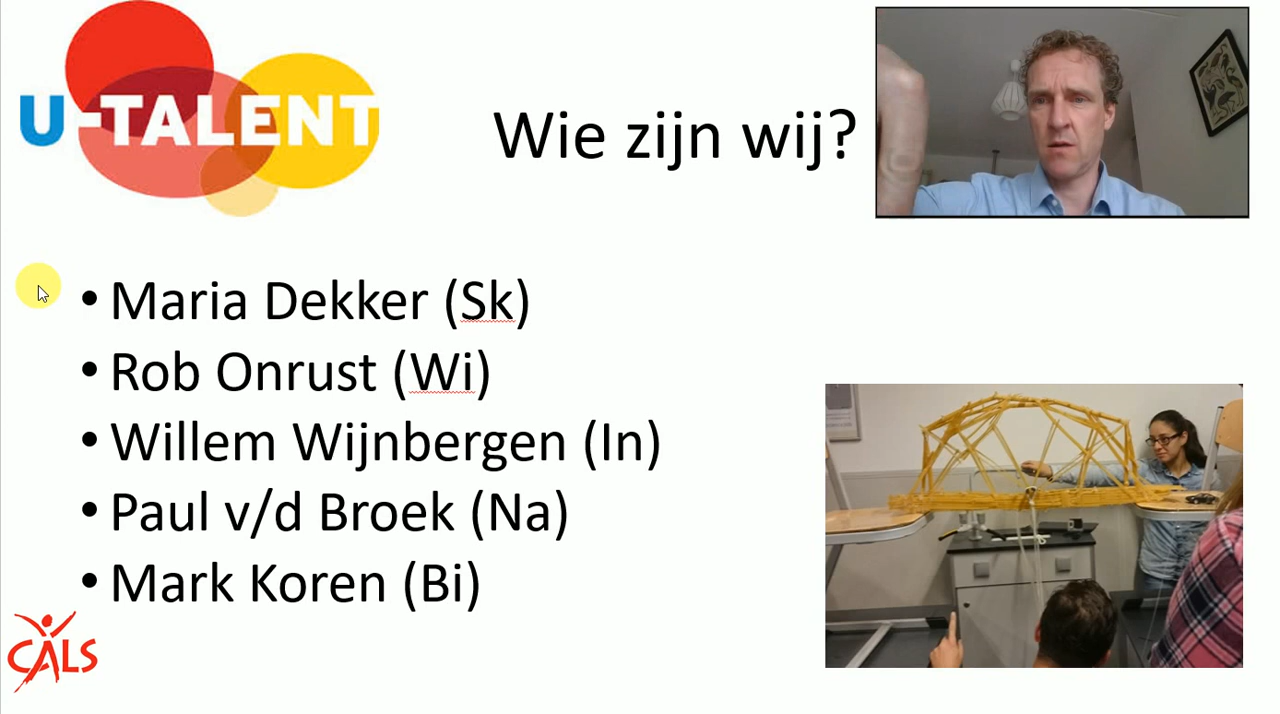 U-TALENT
Wie zijn wij?
• Maria Dekker (Sk)
• Rob Onrust (Wi)
• Willem Wijnbergen (In)
• Paul v/d Broek (Na)
• Mark Koren (Bi)
CALS